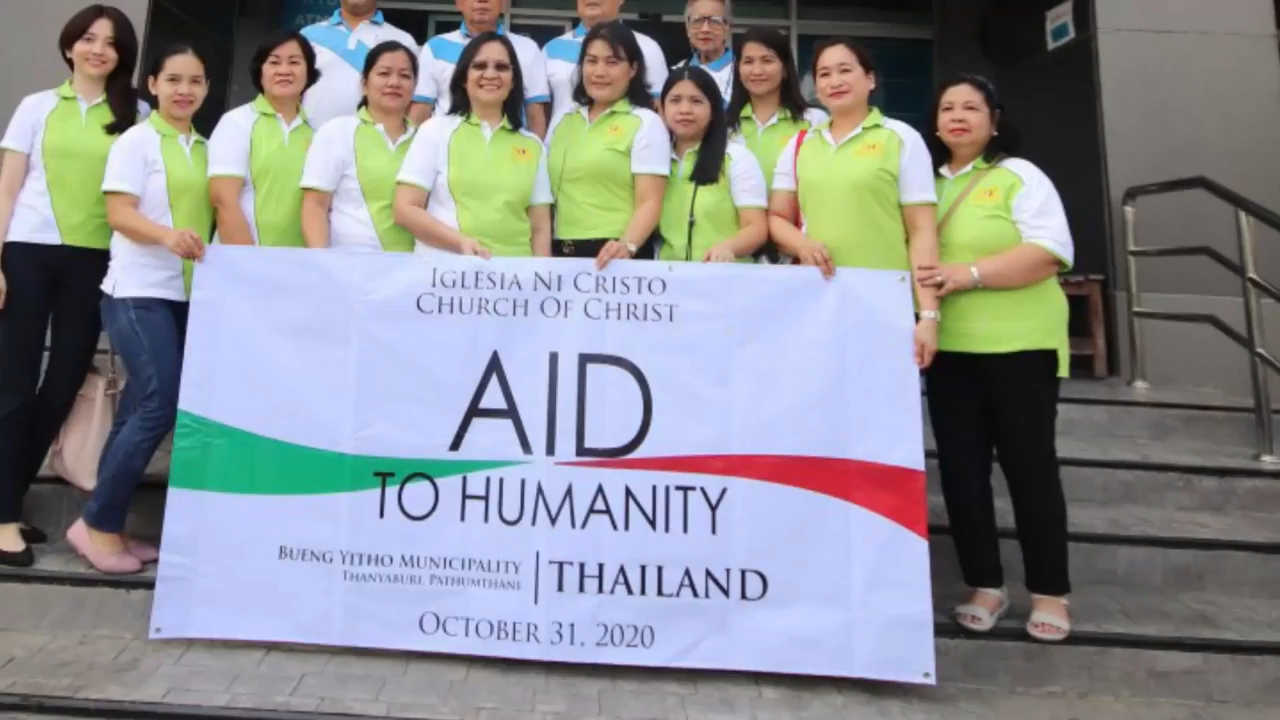 IGLESIA NI CRISTO
CHURCH OF CHRIST
AID
TO HUMANITY
BUENG YITHO MUNICIPALITY
THANYABURI, PATHUMTHANI
THAILAND
OCTOBER 31, 2020